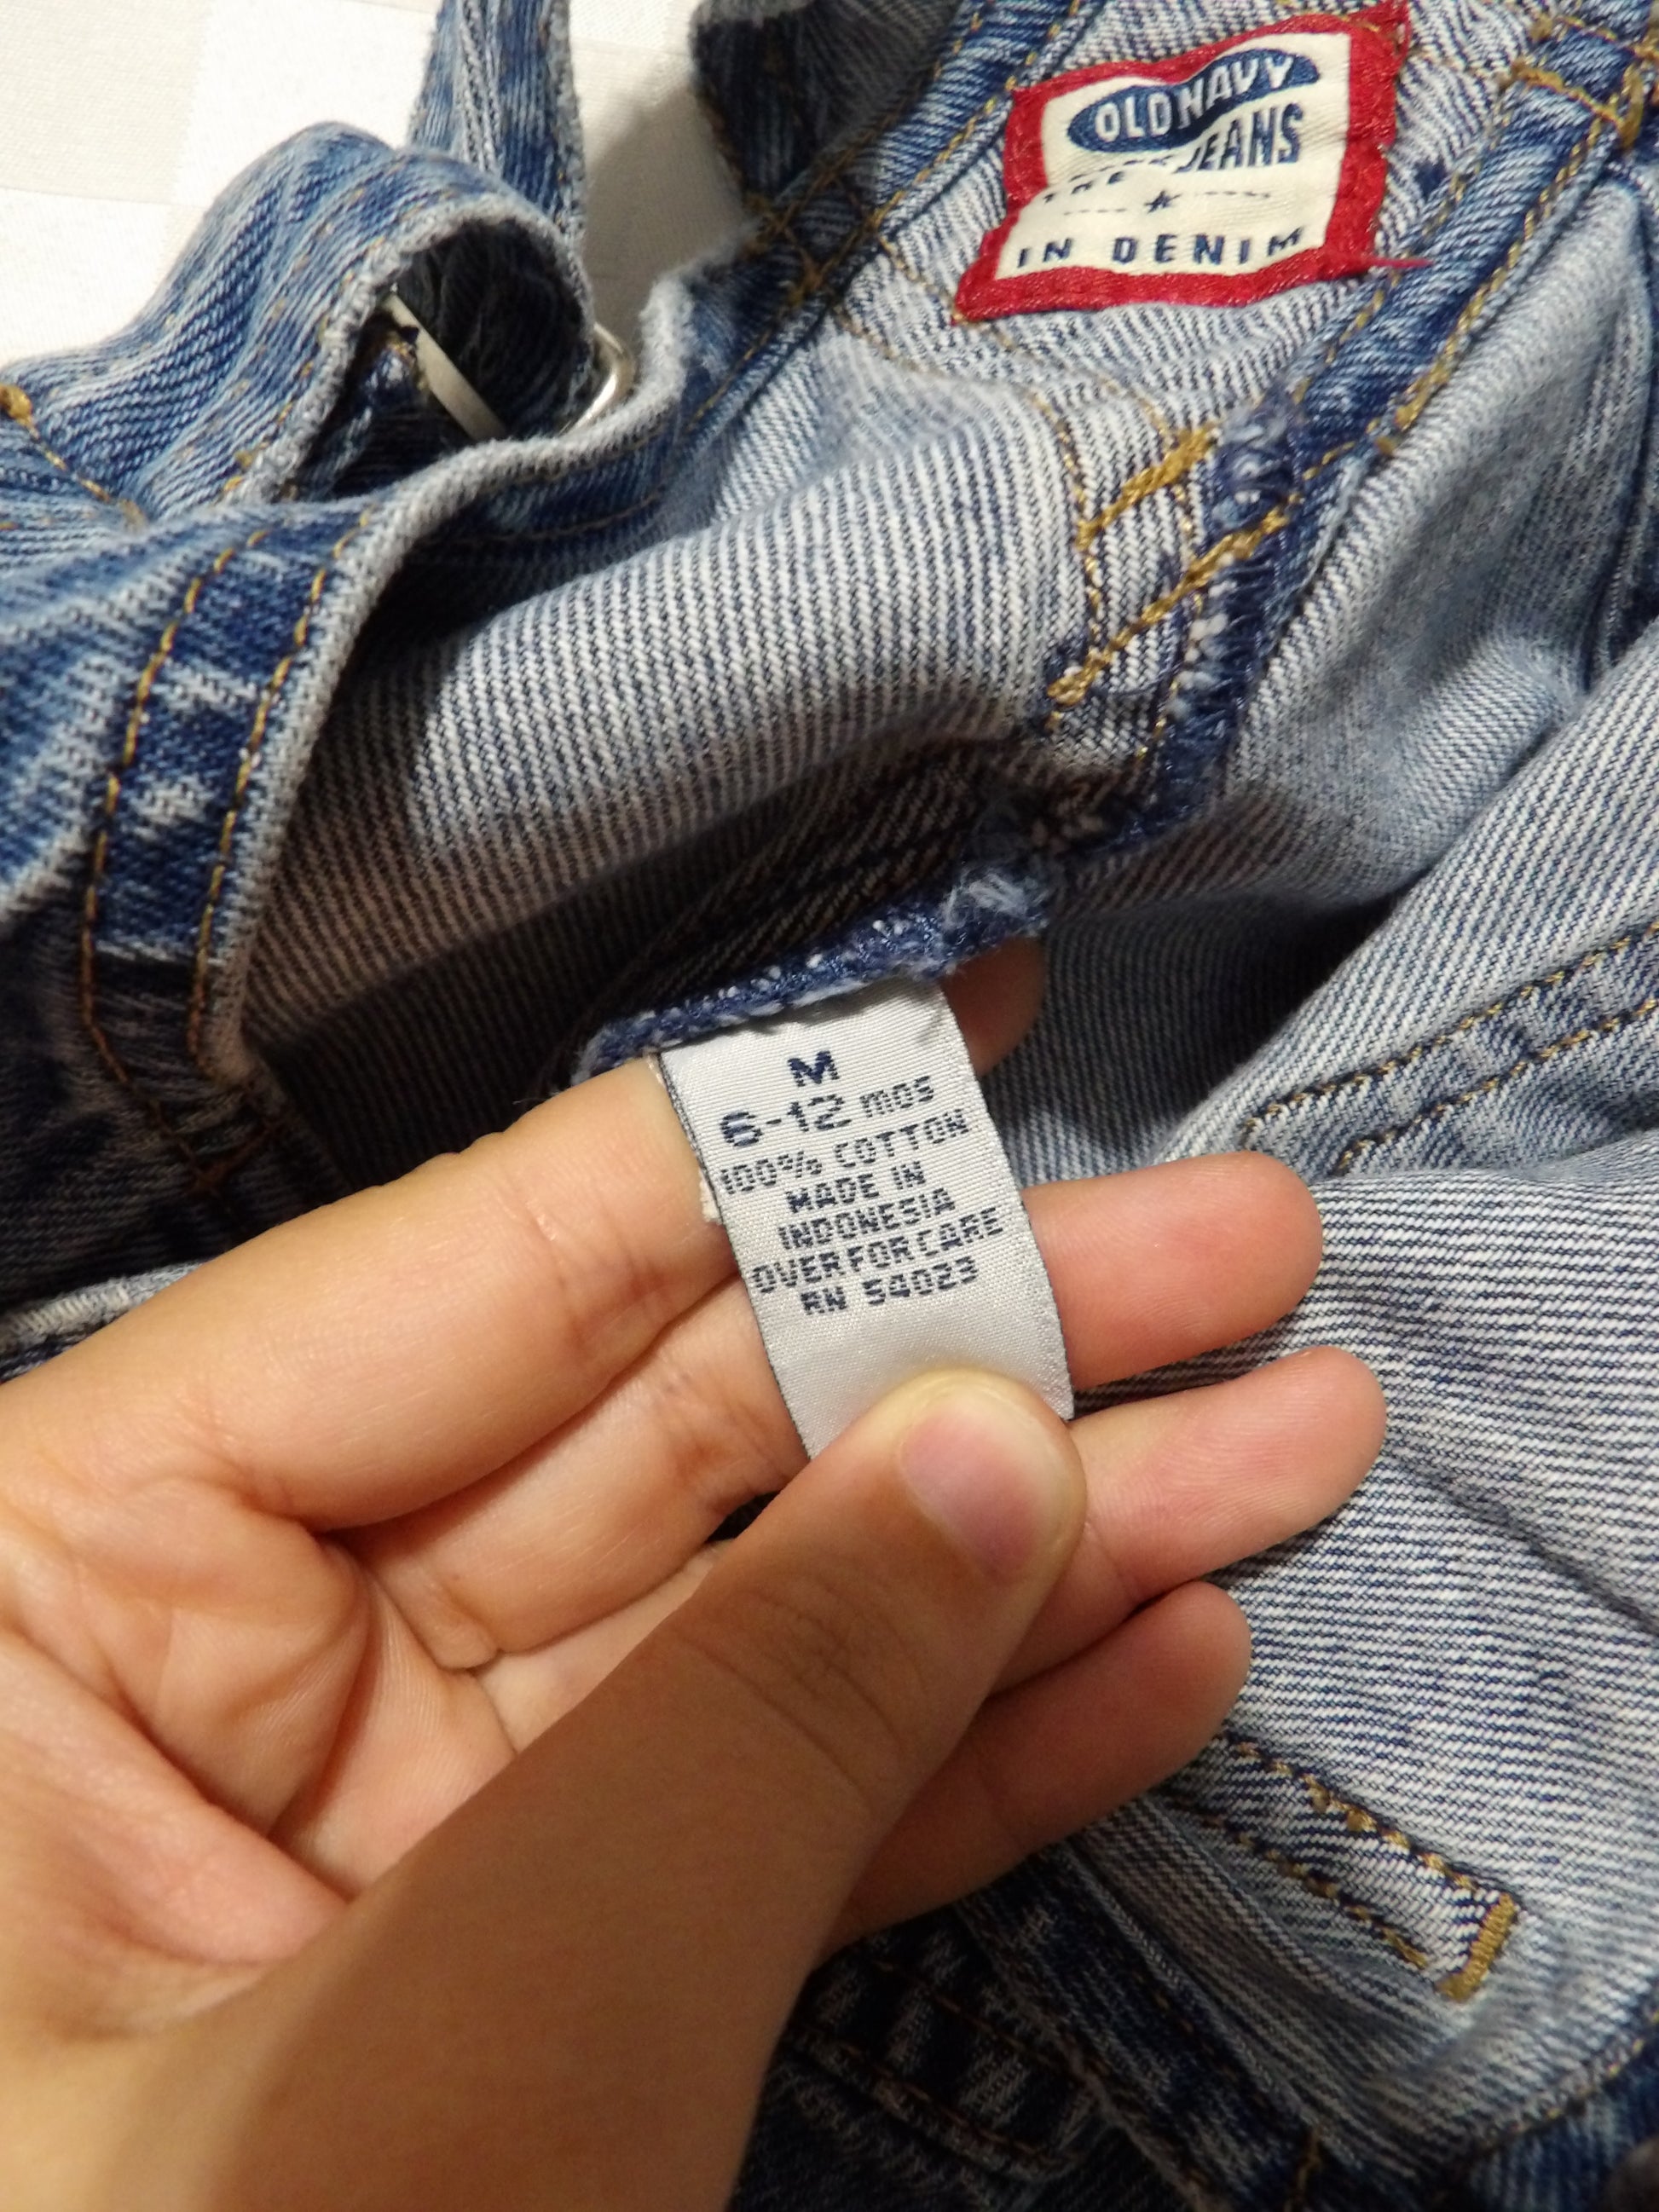 OLD NAVY
JEANS
IN DENIM
M
6-12 mos
100% COTTON
MADE IN
INDONESIA
OVER FOR CARE
RN 54023